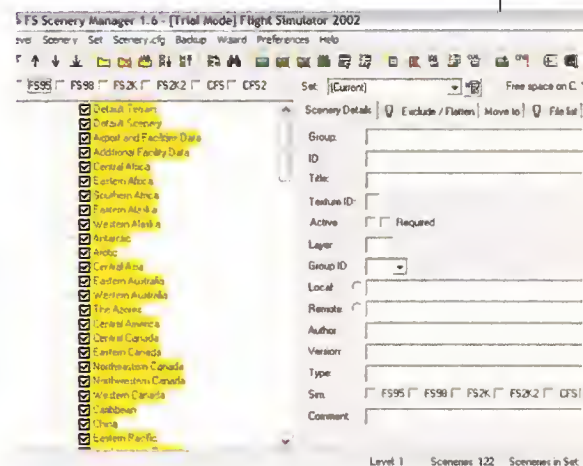 FS Scenery Manager 1.6 - [Trial Mode] Flight Simulator 2002
Scenery Set Scenery.cfg Backup Wizard Preferences Help
FS95 FS98 FS2K FS2K2 CFS CFS2
Set: (Current) Free space on C:
Default Terrain
Default Scenery
Airport and Facilities Data
Additional Facility Data
Central Africa
Eastern Africa
Southern Africa
Eastern Alaska
Western Alaska
Antarctic
Arctic
Central Asia
Eastern Australia
Western Australia
The Azores
Central America
Central Canada
Eastern Canada
Northeastern Canada
Northwestern Canada
Western Canada
Caribbean
China
Eastern Pacific
Scenery Details Exclude / Flatten Move to File list
Group:
ID
Title:
Texture ID:
Active Required
Layer
Group ID
Local
Remote
Author
Version:
Type:
Sim. FS95 FS98 FS2K FS2K2 CFS
Comment
Level 1 Sceneries 122 Sceneries in Set